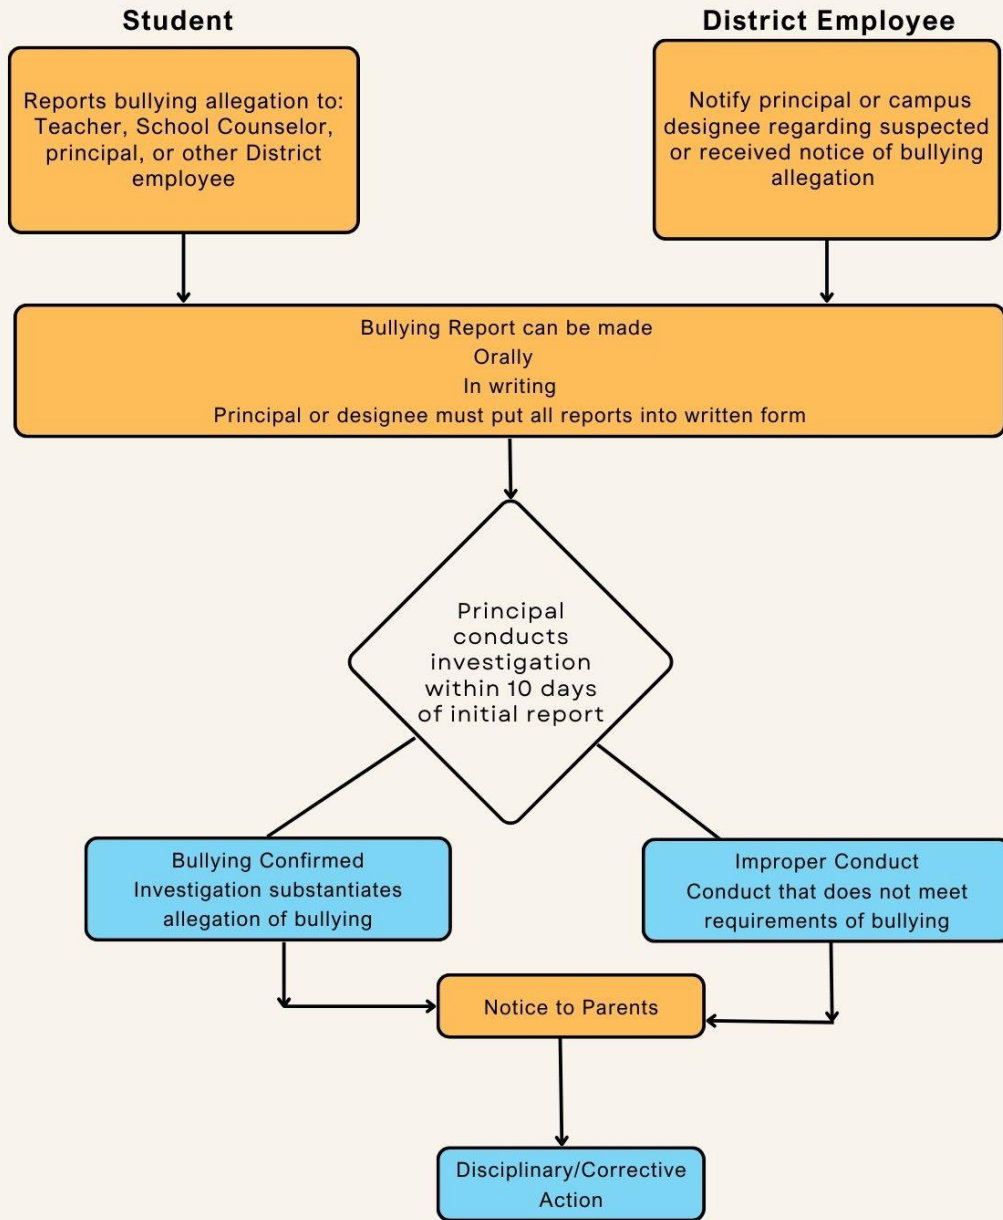 Student
District Employee
Reports bullying allegation to:
Teacher, School Counselor,
principal, or other District
employee
Notify principal or campus
designee regarding suspected
or received notice of bullying
allegation
Bullying Report can be made
Orally
In writing
Principal or designee must put all reports into written form
Principal
conducts
investigation
within 10 days
of initial report
Bullying Confirmed
Investigation substantiates
allegation of bullying
Improper Conduct
Conduct that does not meet
requirements of bullying
Notice to Parents
Disciplinary/Corrective
Action